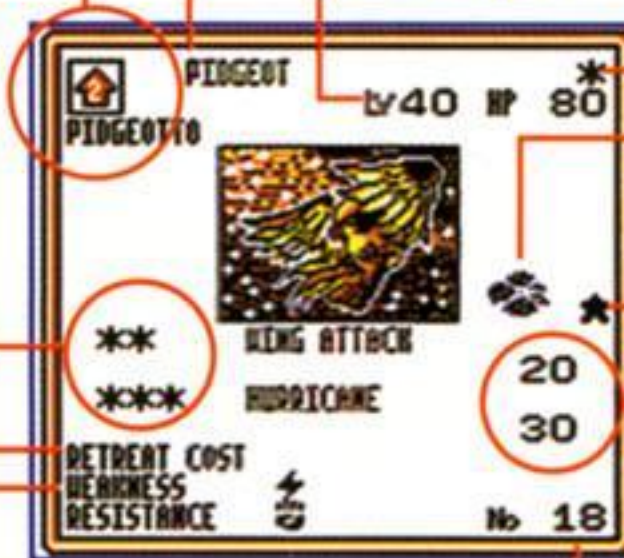 PIDGEOT
LV40 HP 80
PIDGEOTTO
WING ATTACK 20
HURRICANE 30
RETREAT COST
WEAKNESS
RESISTANCE
No 18